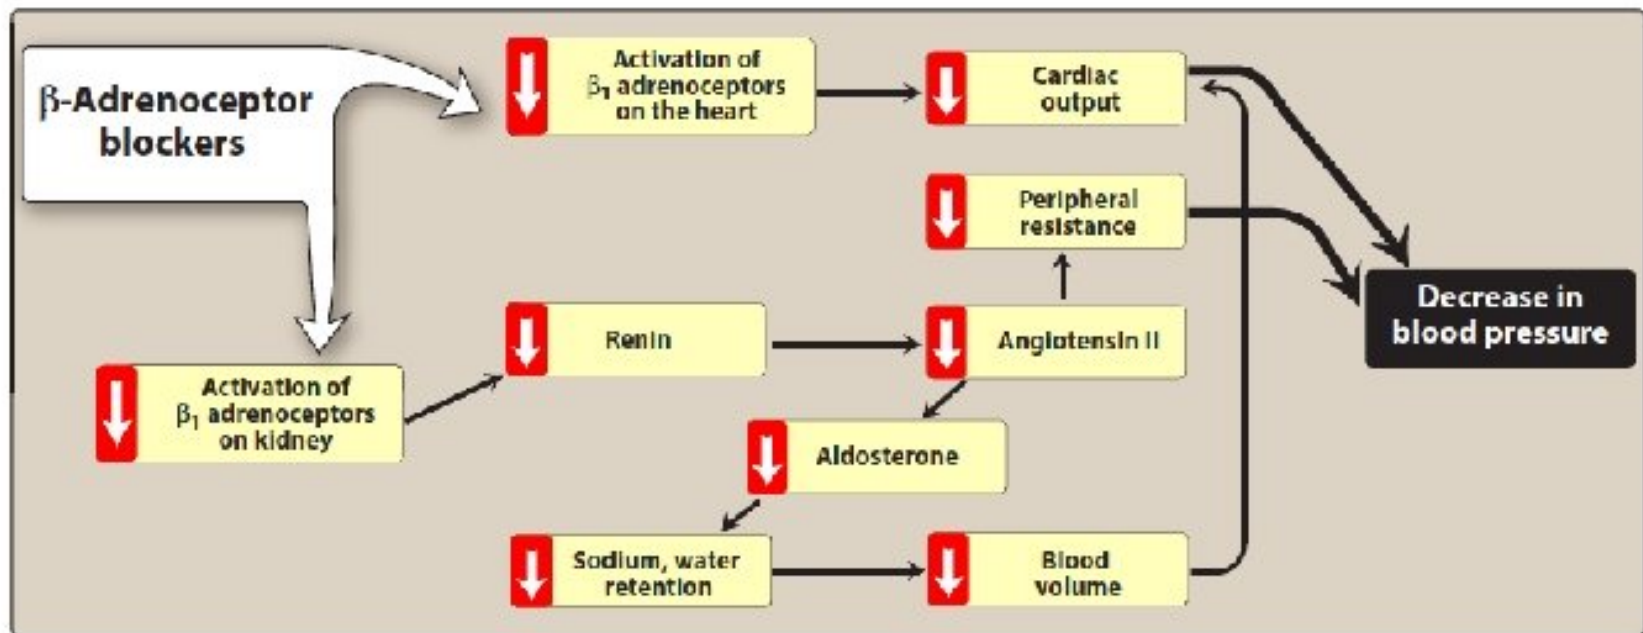 β-Adrenoceptor
blockers
Activation of
β₁ adrenoceptors
on the heart
Cardiac
output
Peripheral
resistance
Decrease in
blood pressure
Renin
Angiotensin II
Activation of
β₁ adrenoceptors
on kidney
Aldosterone
Sodium, water
retention
Blood
volume